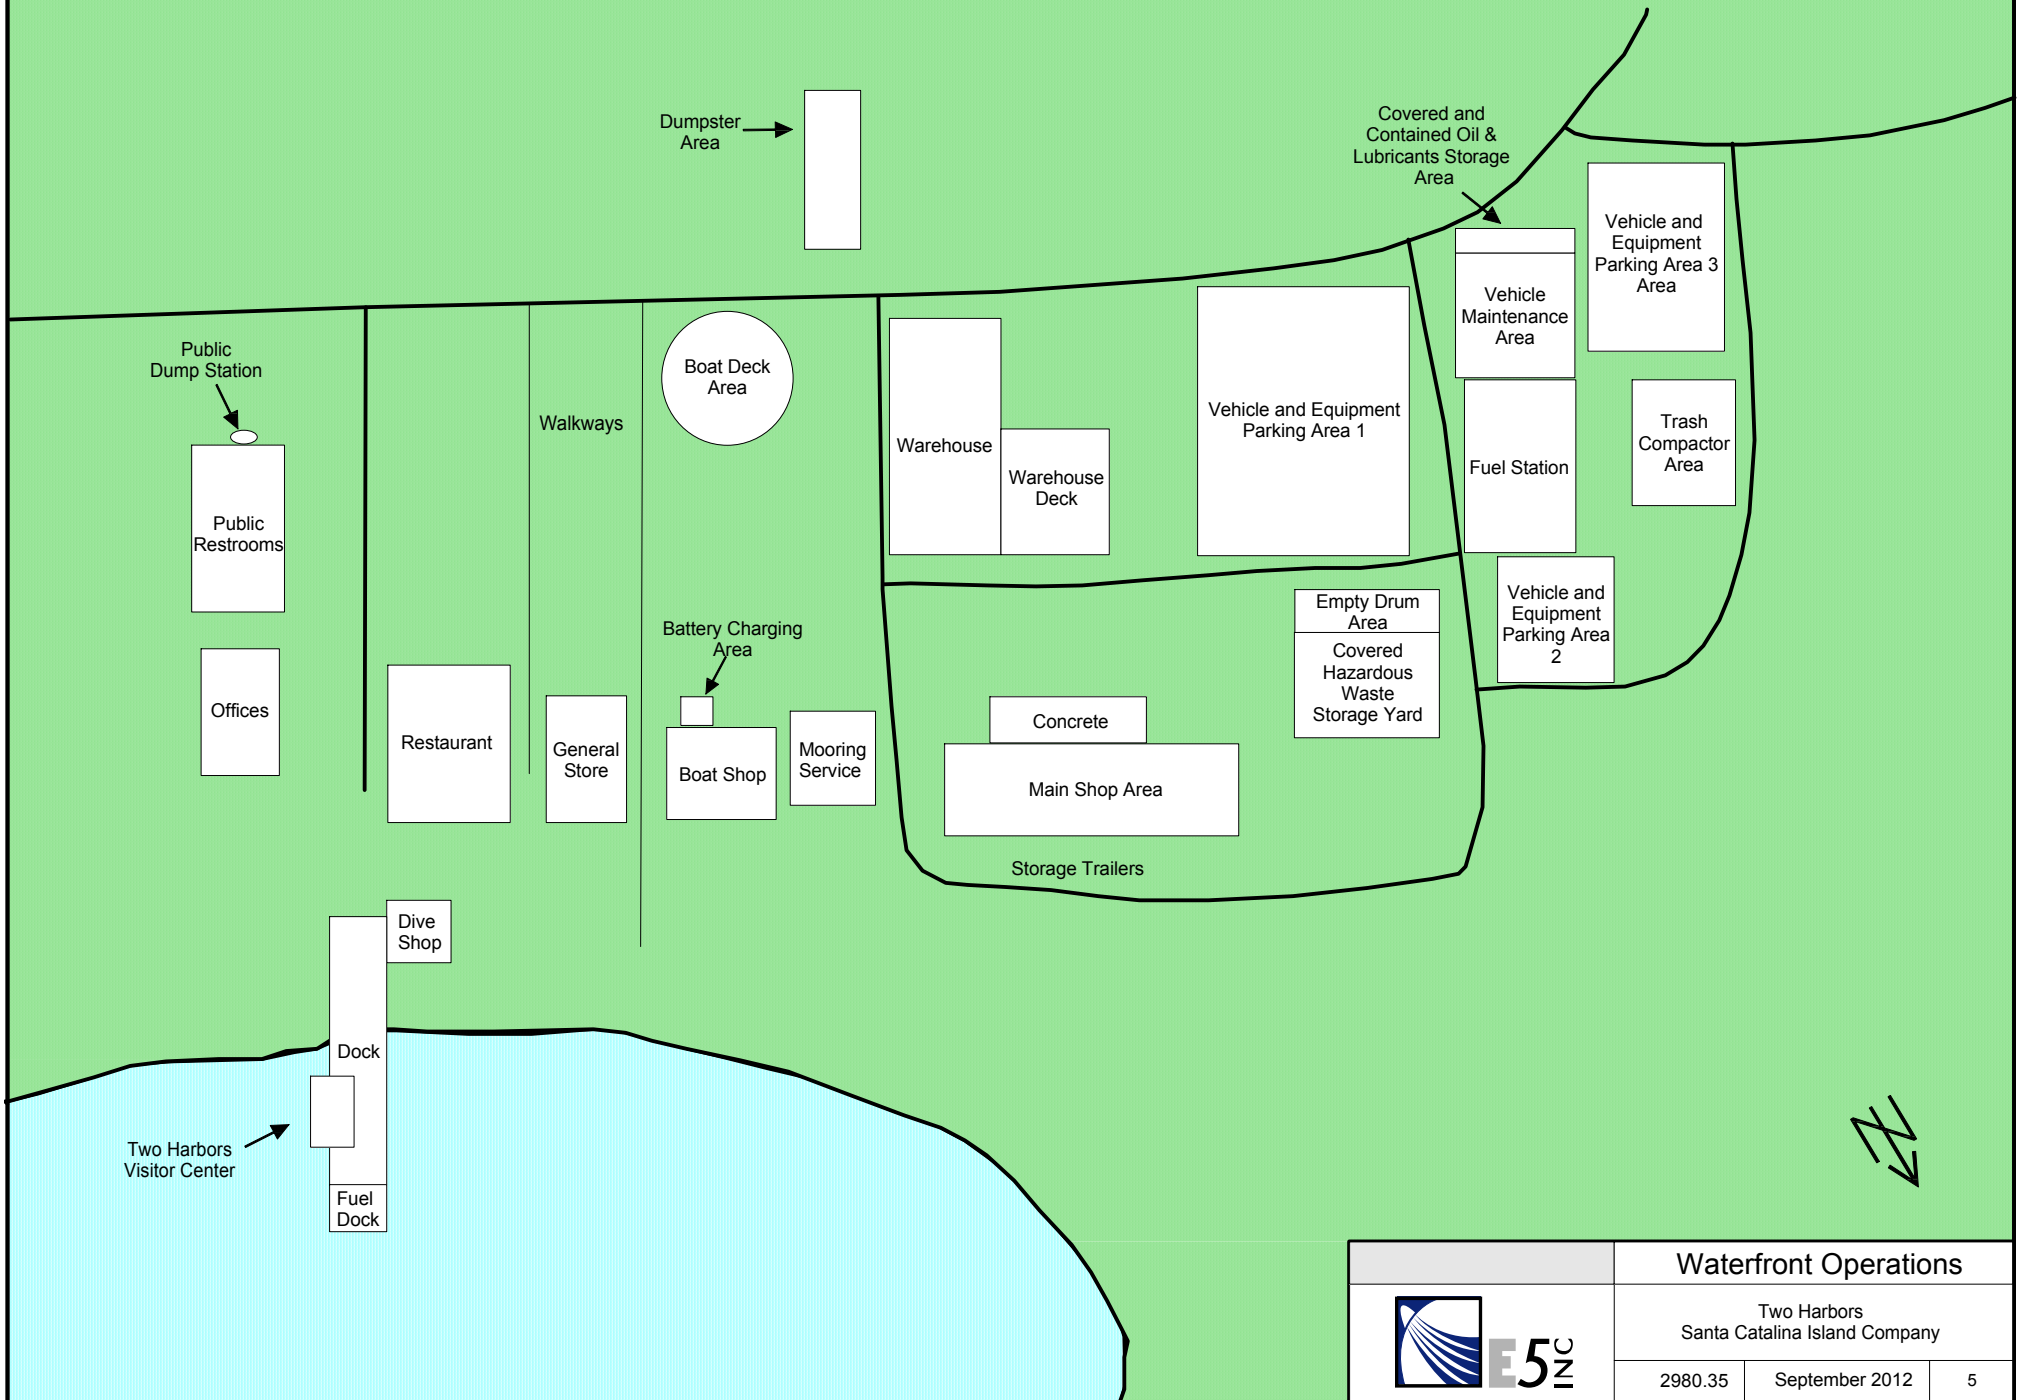 Dumpster
Area
Covered and
Contained Oil &
Lubricants Storage
Area
Vehicle and
Equipment
Parking Area 3
Area
Vehicle
Maintenance
Area
Public
Dump Station
Boat Deck
Area
Walkways
Warehouse
Warehouse
Deck
Vehicle and Equipment
Parking Area 1
Fuel Station
Trash
Compactor
Area
Public
Restrooms
Vehicle and
Equipment
Parking Area
2
Empty Drum
Area
Covered
Hazardous
Waste
Storage Yard
Battery Charging
Area
Offices
Restaurant
General
Store
Boat Shop
Mooring
Service
Concrete
Main Shop Area
Storage Trailers
Dive
Shop
Dock
Two Harbors
Visitor Center
Fuel
Dock
N
Waterfront Operations
Two Harbors
Santa Catalina Island Company
E5 INC
2980.35
September 2012
5